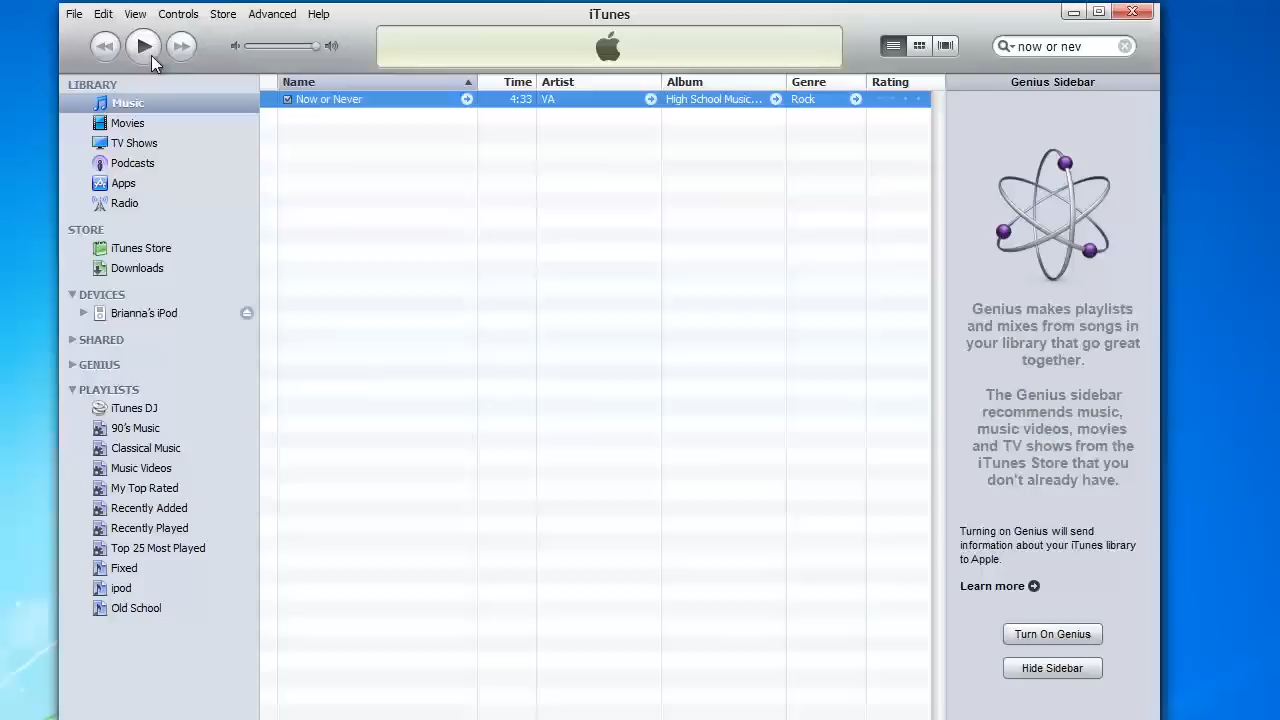 iTunes
File Edit View Controls Store Advanced Help
now or nev
LIBRARY
Music
Movies
TV Shows
Podcasts
Apps
Radio
STORE
iTunes Store
Downloads
DEVICES
Brianna's iPod
SHARED
GENIUS
PLAYLISTS
iTunes DJ
90's Music
Classical Music
Music Videos
My Top Rated
Recently Added
Recently Played
Top 25 Most Played
Fixed
ipod
Old School
Name Time Artist Album Genre Rating
Now or Never 4:33 VA High School Music... Rock
Genius Sidebar
Genius makes playlists
and mixes from songs in
your library that go great
together.
The Genius sidebar
recommends music,
music videos, movies
and TV shows from the
iTunes Store that you
don't already have.
Turning on Genius will send
information about your iTunes library
to Apple.
Learn more
Turn On Genius
Hide Sidebar